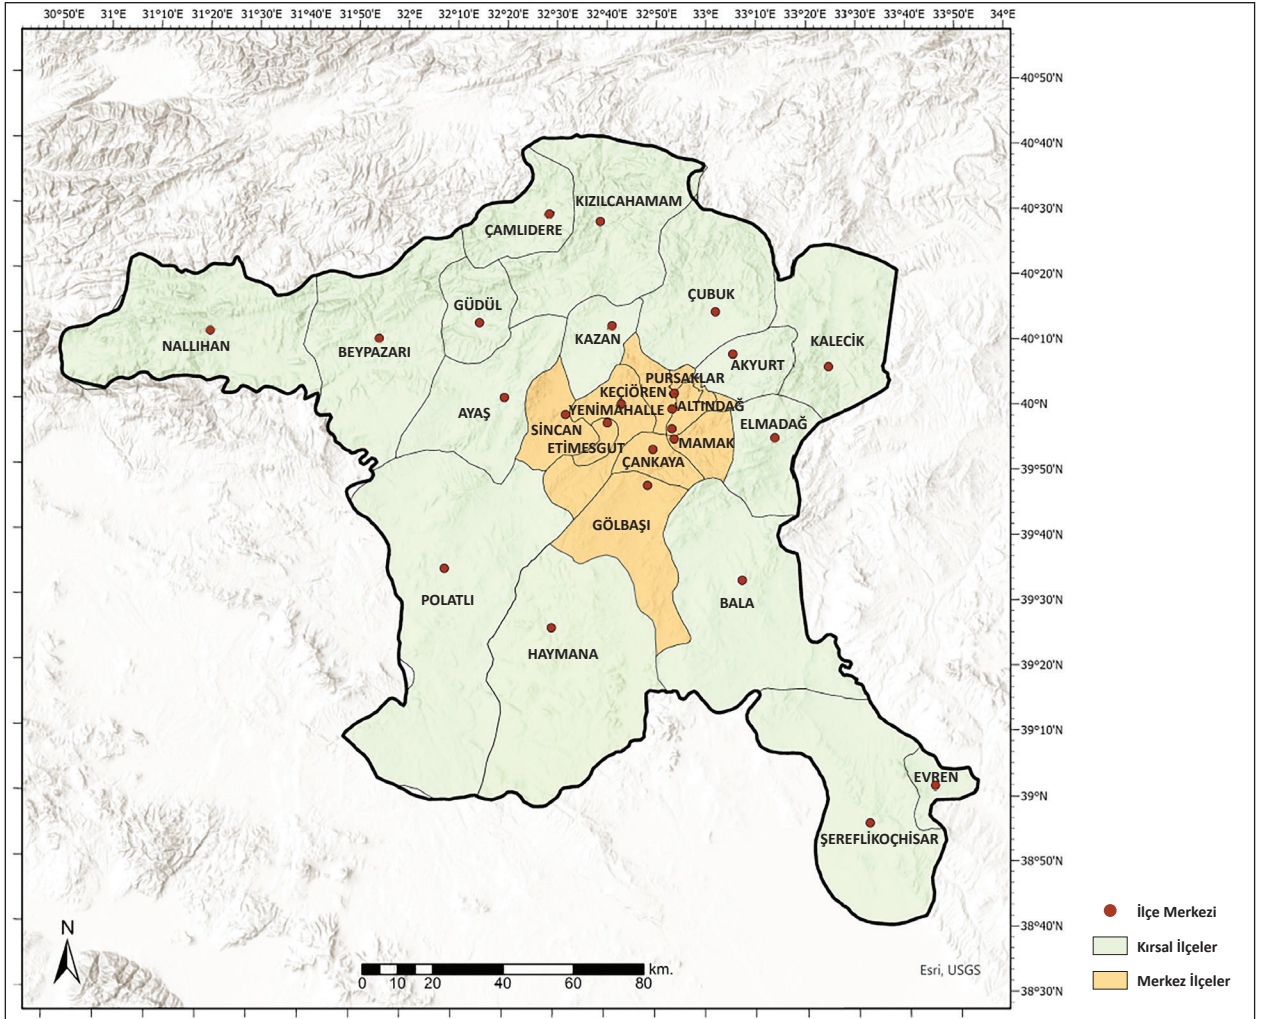 30°50'E 31°E 31°10'E 31°20'E 31°30'E 31°40'E 31°50'E 32°E 32°10'E 32°20'E 32°30'E 32°40'E 32°50'E 33°E 33°10'E 33°20'E 33°30'E 33°40'E 33°50'E 34°E
40°50'N
40°40'N
40°30'N
40°20'N
40°10'N
40°N
39°50'N
39°40'N
39°30'N
39°20'N
39°10'N
39°N
38°50'N
38°40'N
38°30'N
KIZILCAHAMAM
ÇAMLIDERE
GÜDÜL
ÇUBUK
KAZAN
KALECİK
NALLIHAN
BEYPAZARI
AKYURT
PURSAKLAR
KEÇİÖREN
ALTINDAĞ
YENİMAHALLE
AYAŞ
ELMADAĞ
SİNCAN
MAMAK
ETİMESGUT
ÇANKAYA
GÖLBAŞI
POLATLI
BALA
HAYMANA
EVREN
ŞEREFLİKOÇHİSAR
N
0 10 20 40 60 80 km.
Esri, USGS
İlçe Merkezi
Kırsal İlçeler
Merkez İlçeler